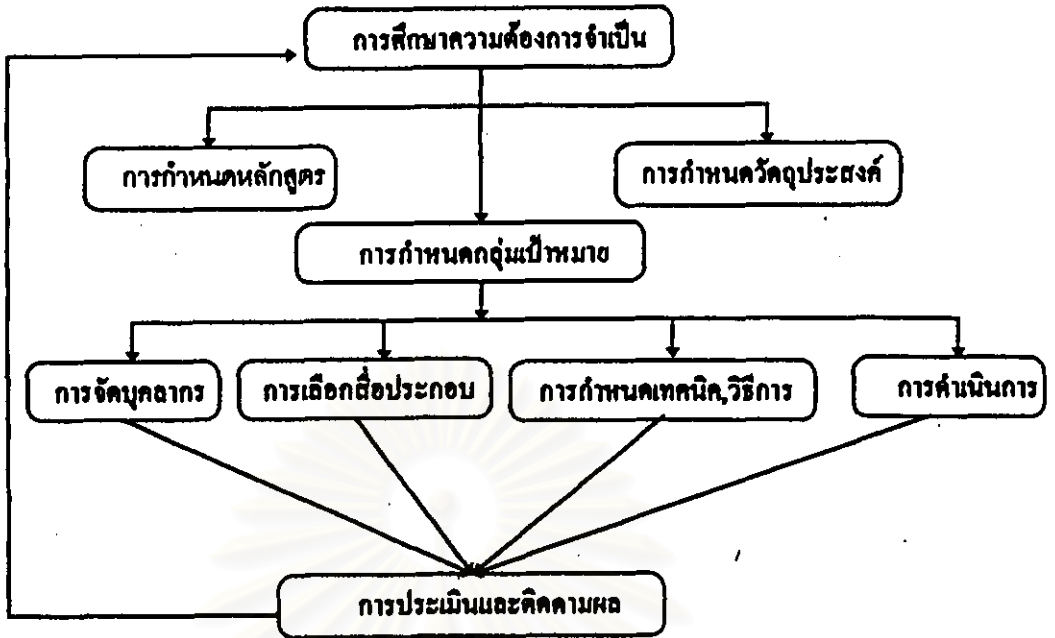 การศึกษาความต้องการจำเป็น
การกำหนดหลักสูตร
การกำหนดวัตถุประสงค์
การกำหนดกลุ่มเป้าหมาย
การจัดบุคลากร
การเลือกสื่อประกอบ
การกำหนดเทคนิค,วิธีการ
การดำเนินการ
การประเมินและติดตามผล